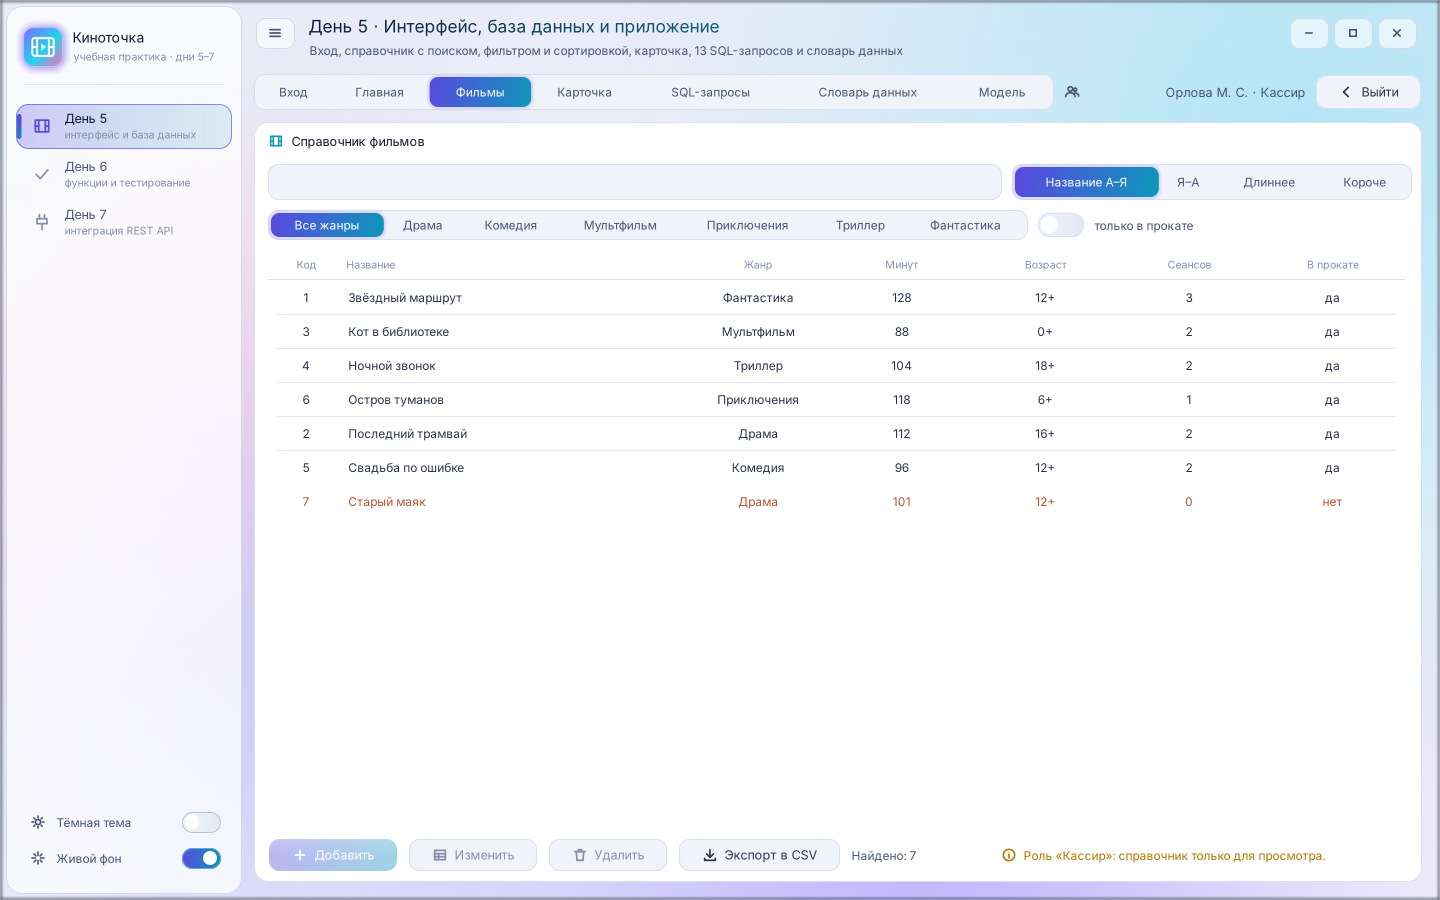 Киноточка
учебная практика · дни 5–7
День 5
интерфейс и база данных
День 6
функции и тестирование
День 7
интеграция REST API
Тёмная тема
Живой фон
День 5 · Интерфейс, база данных и приложение
Вход, справочник с поиском, фильтром и сортировкой, карточка, 13 SQL-запросов и словарь данных
Вход Главная Фильмы Карточка SQL-запросы Словарь данных Модель
Орлова М. С. · Кассир Выйти
Справочник фильмов
Название А–Я Я–А Длиннее Короче
Все жанры Драма Комедия Мультфильм Приключения Триллер Фантастика только в прокате
Код Название Жанр Минут Возраст Сеансов В прокате
1 Звёздный маршрут Фантастика 128 12+ 3 да
3 Кот в библиотеке Мультфильм 88 0+ 2 да
4 Ночной звонок Триллер 104 18+ 2 да
6 Остров туманов Приключения 118 6+ 1 да
2 Последний трамвай Драма 112 16+ 2 да
5 Свадьба по ошибке Комедия 96 12+ 2 да
7 Старый маяк Драма 101 12+ 0 нет
Добавить Изменить Удалить Экспорт в CSV Найдено: 7 Роль «Кассир»: справочник только для просмотра.